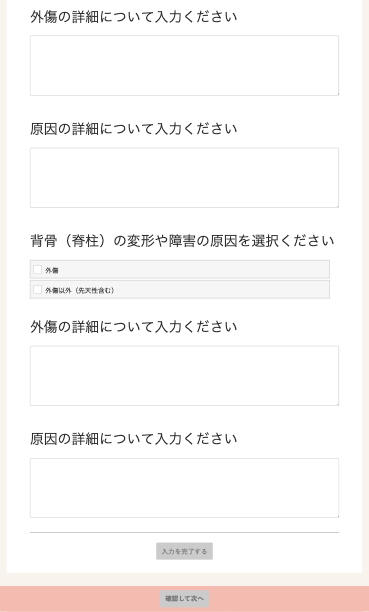 外傷の詳細について入力ください
原因の詳細について入力ください
背骨（脊柱）の変形や障害の原因を選択ください
外傷
外傷以外（先天性含む）
外傷の詳細について入力ください
原因の詳細について入力ください
入力を完了する
確認して次へ